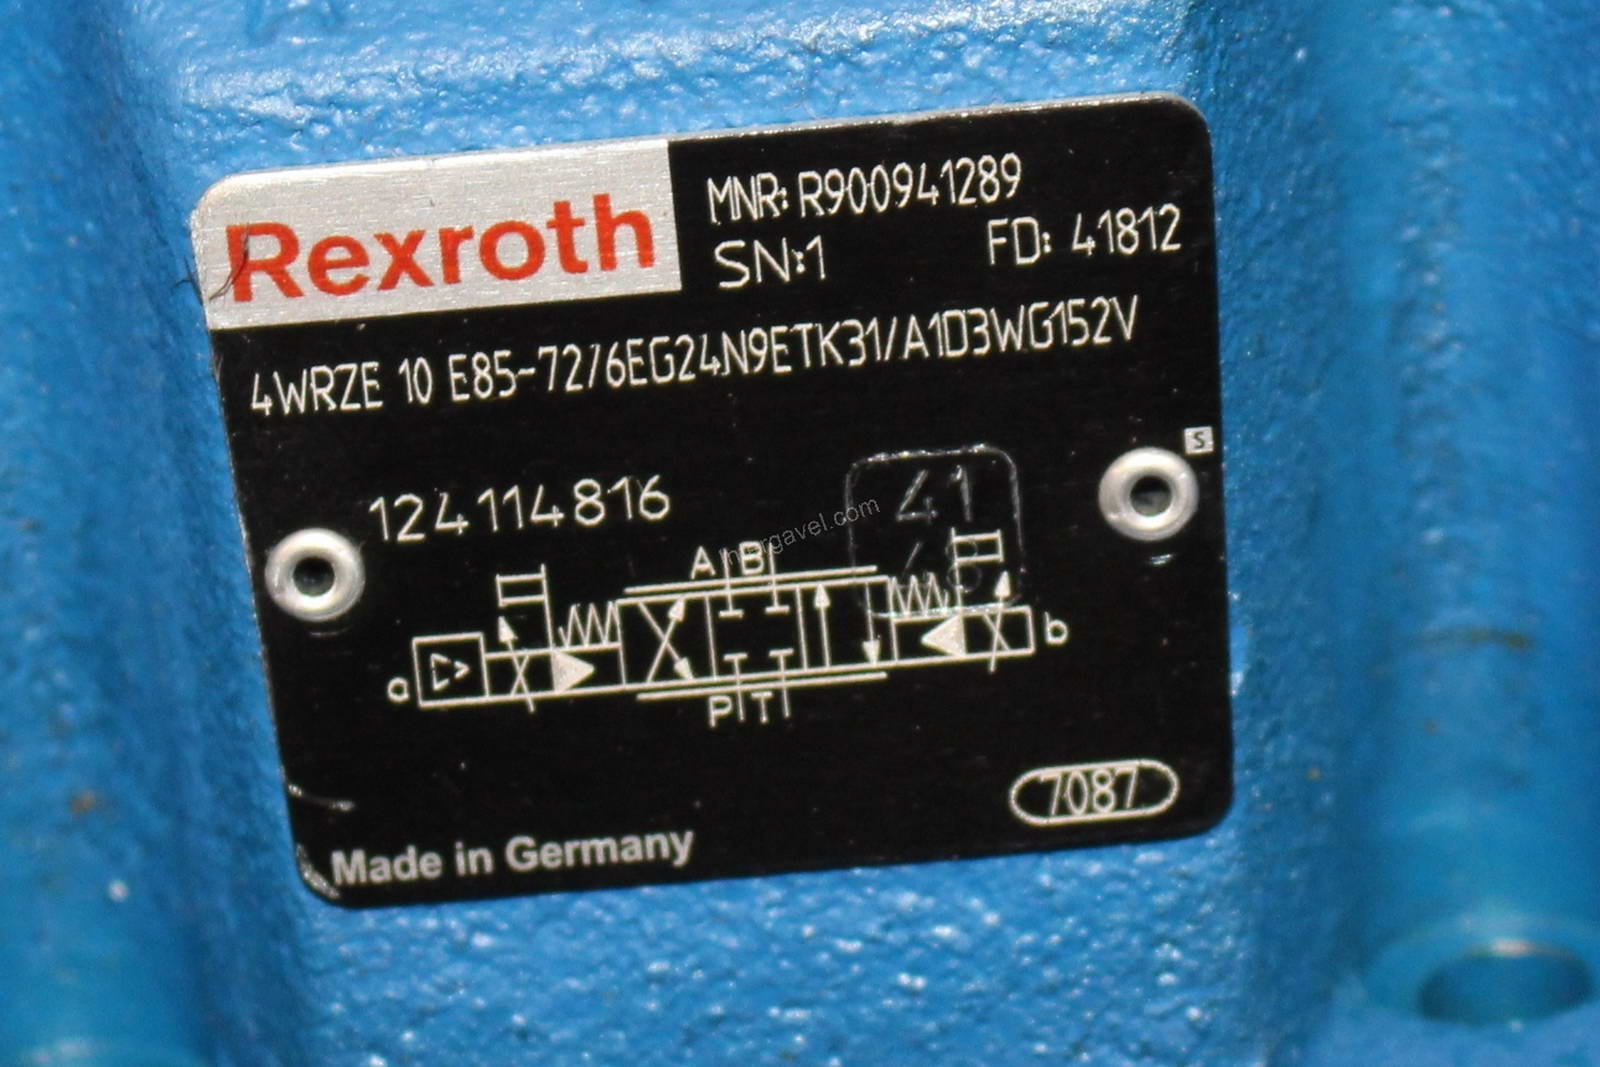 Rexroth
MNR: R900941289
SN:1 FD: 41812
4WRZE 10 E85-72/6EG24N9ETK31/A1D3WG152V
S
124114816
41
48
A B
a
b
P T
7087
Made in Germany